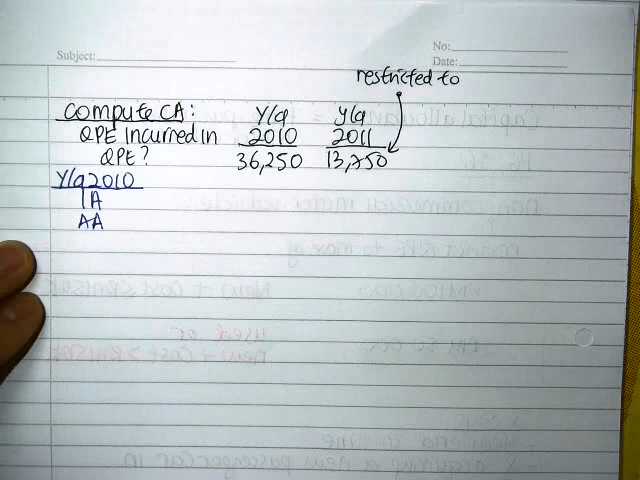 No:
Subject:
Date:
restricted to
Compute CA: Y/a Y/a
QPE incurred in 2010 2011
QPE? 36,250 13,750
Y/a 2010
IA
AA